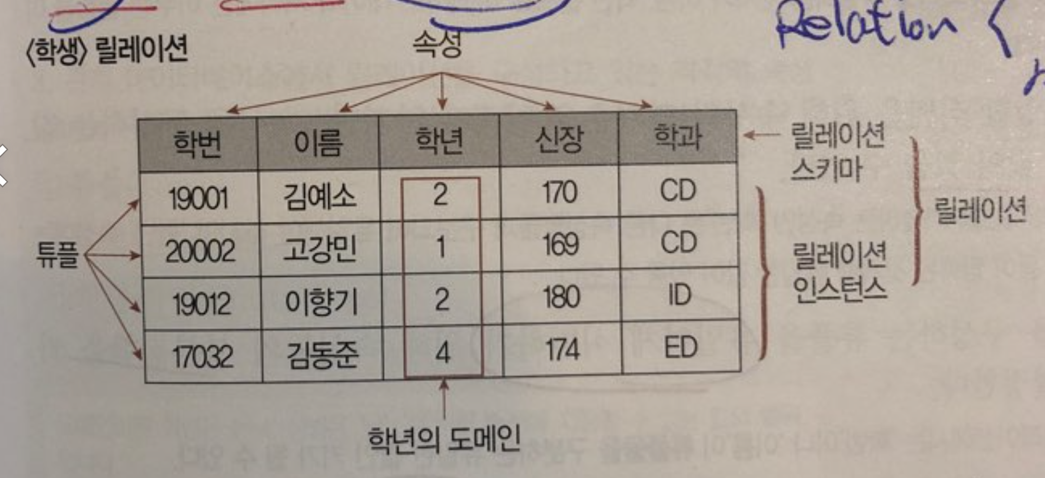 Relation
〈학생〉 릴레이션
속성
학번 이름 학년 신장 학과
릴레이션
스키마
19001 김예소 2 170 CD
20002 고강민 1 169 CD
19012 이향기 2 180 ID
17032 김동준 4 174 ED
튜플
릴레이션
인스턴스
릴레이션
학년의 도메인